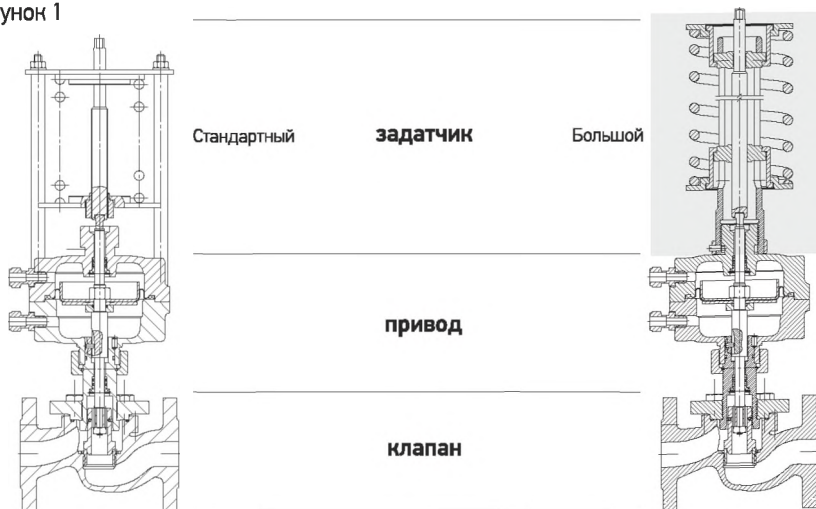 унок 1
Стандартный
задатчик
Большой
привод
клапан